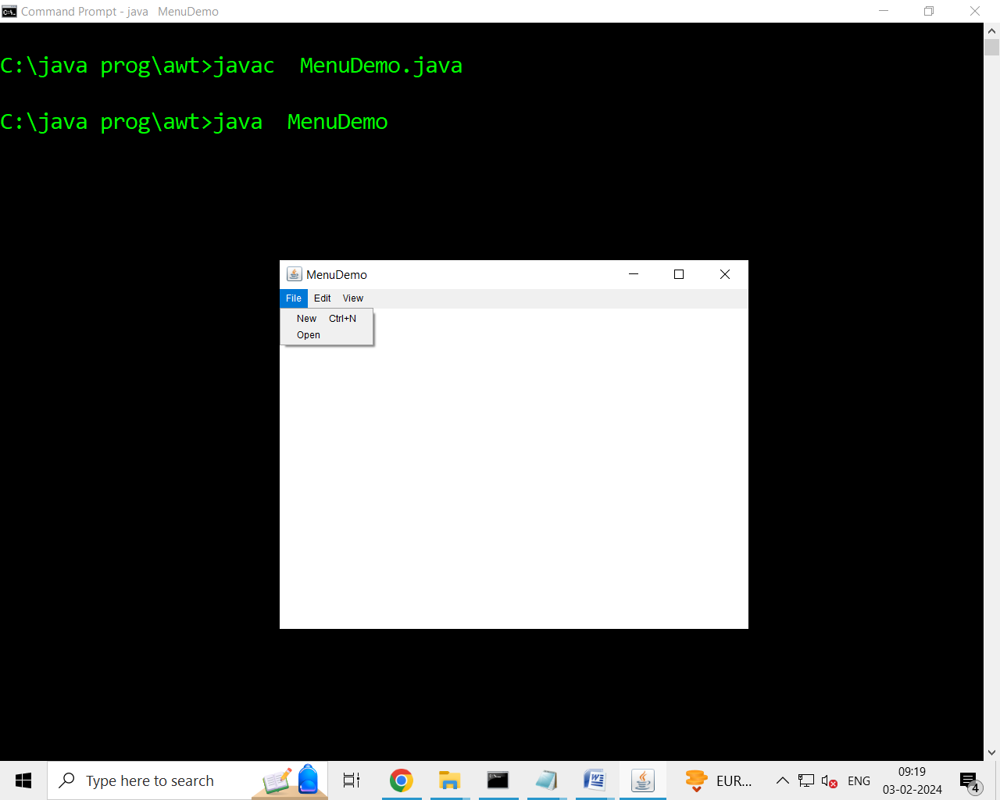 Command Prompt - java   MenuDemo
C:\java prog\awt>javac  MenuDemo.java
C:\java prog\awt>java  MenuDemo
MenuDemo
File Edit View
New Ctrl+N
Open
Type here to search
EUR...
ENG
09:19
03-02-2024
4